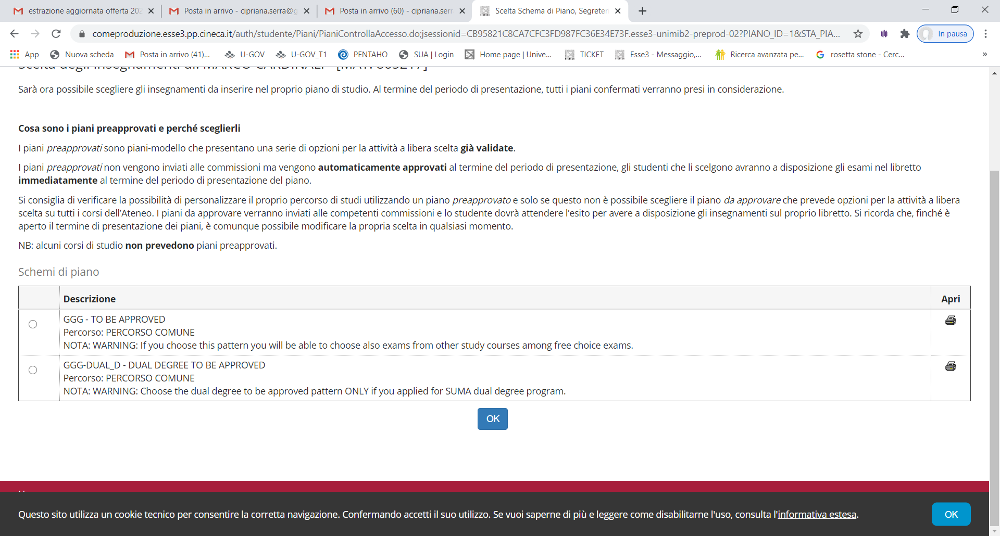 estrazione aggiornata offerta 202
Posta in arrivo - cipriana.serra@g
Posta in arrivo (60) - cipriana.serr
Scelta Schema di Piano, Segreteri
comeproduzione.esse3.pp.cineca.it/auth/studente/Piani/PianiControllaAccesso.do;jsessionid=CB95821C8CA7CFC3FD987FC36E34E73F.esse3-unimib2-preprod-02?PIANO_ID=1&STA_PIA...
In pausa
App
Nuova scheda
Posta in arrivo (41)...
U-GOV
U-GOV_T1
PENTAHO
SUA | Login
Home page | Unive...
TICKET
Esse3 - Messaggio,...
Ricerca avanzata pe...
rosetta stone - Cerc...
»
Scelta degli insegnamenti di: MARCO CARDINALI - [MAT.
Sarà ora possibile scegliere gli insegnamenti da inserire nel proprio piano di studio. Al termine del periodo di presentazione, tutti i piani confermati verranno presi in considerazione.
Cosa sono i piani preapprovati e perché sceglierli
I piani preapprovati sono piani-modello che presentano una serie di opzioni per la attività a libera scelta già validate.
I piani preapprovati non vengono inviati alle commissioni ma vengono automaticamente approvati al termine del periodo di presentazione, gli studenti che li scelgono avranno a disposizione gli esami nel libretto
immediatamente al termine del periodo di presentazione del piano.
Si consiglia di verificare la possibilità di personalizzare il proprio percorso di studi utilizzando un piano preapprovato e solo se questo non è possibile scegliere il piano da approvare che prevede opzioni per la attività a libera
scelta su tutti i corsi dell’Ateneo. I piani da approvare verranno inviati alle competenti commissioni e lo studente dovrà attendere l’esito per avere a disposizione gli insegnamenti sul proprio libretto. Si ricorda che, finché è
aperto il termine di presentazione dei piani, è comunque possibile modificare la propria scelta in qualsiasi momento.
NB: alcuni corsi di studio non prevedono piani preapprovati.
Schemi di piano
Descrizione
Apri
GGG - TO BE APPROVED
Percorso: PERCORSO COMUNE
NOTA: WARNING: If you choose this pattern you will be able to choose also exams from other study courses among free choice exams.
GGG-DUAL_D - DUAL DEGREE TO BE APPROVED
Percorso: PERCORSO COMUNE
NOTA: WARNING: Choose the dual degree to be approved pattern ONLY if you applied for SUMA dual degree program.
OK
Questo sito utilizza un cookie tecnico per consentire la corretta navigazione. Confermando accetti il suo utilizzo. Se vuoi saperne di più e leggere come disabilitarne l'uso, consulta l'informativa estesa.
OK